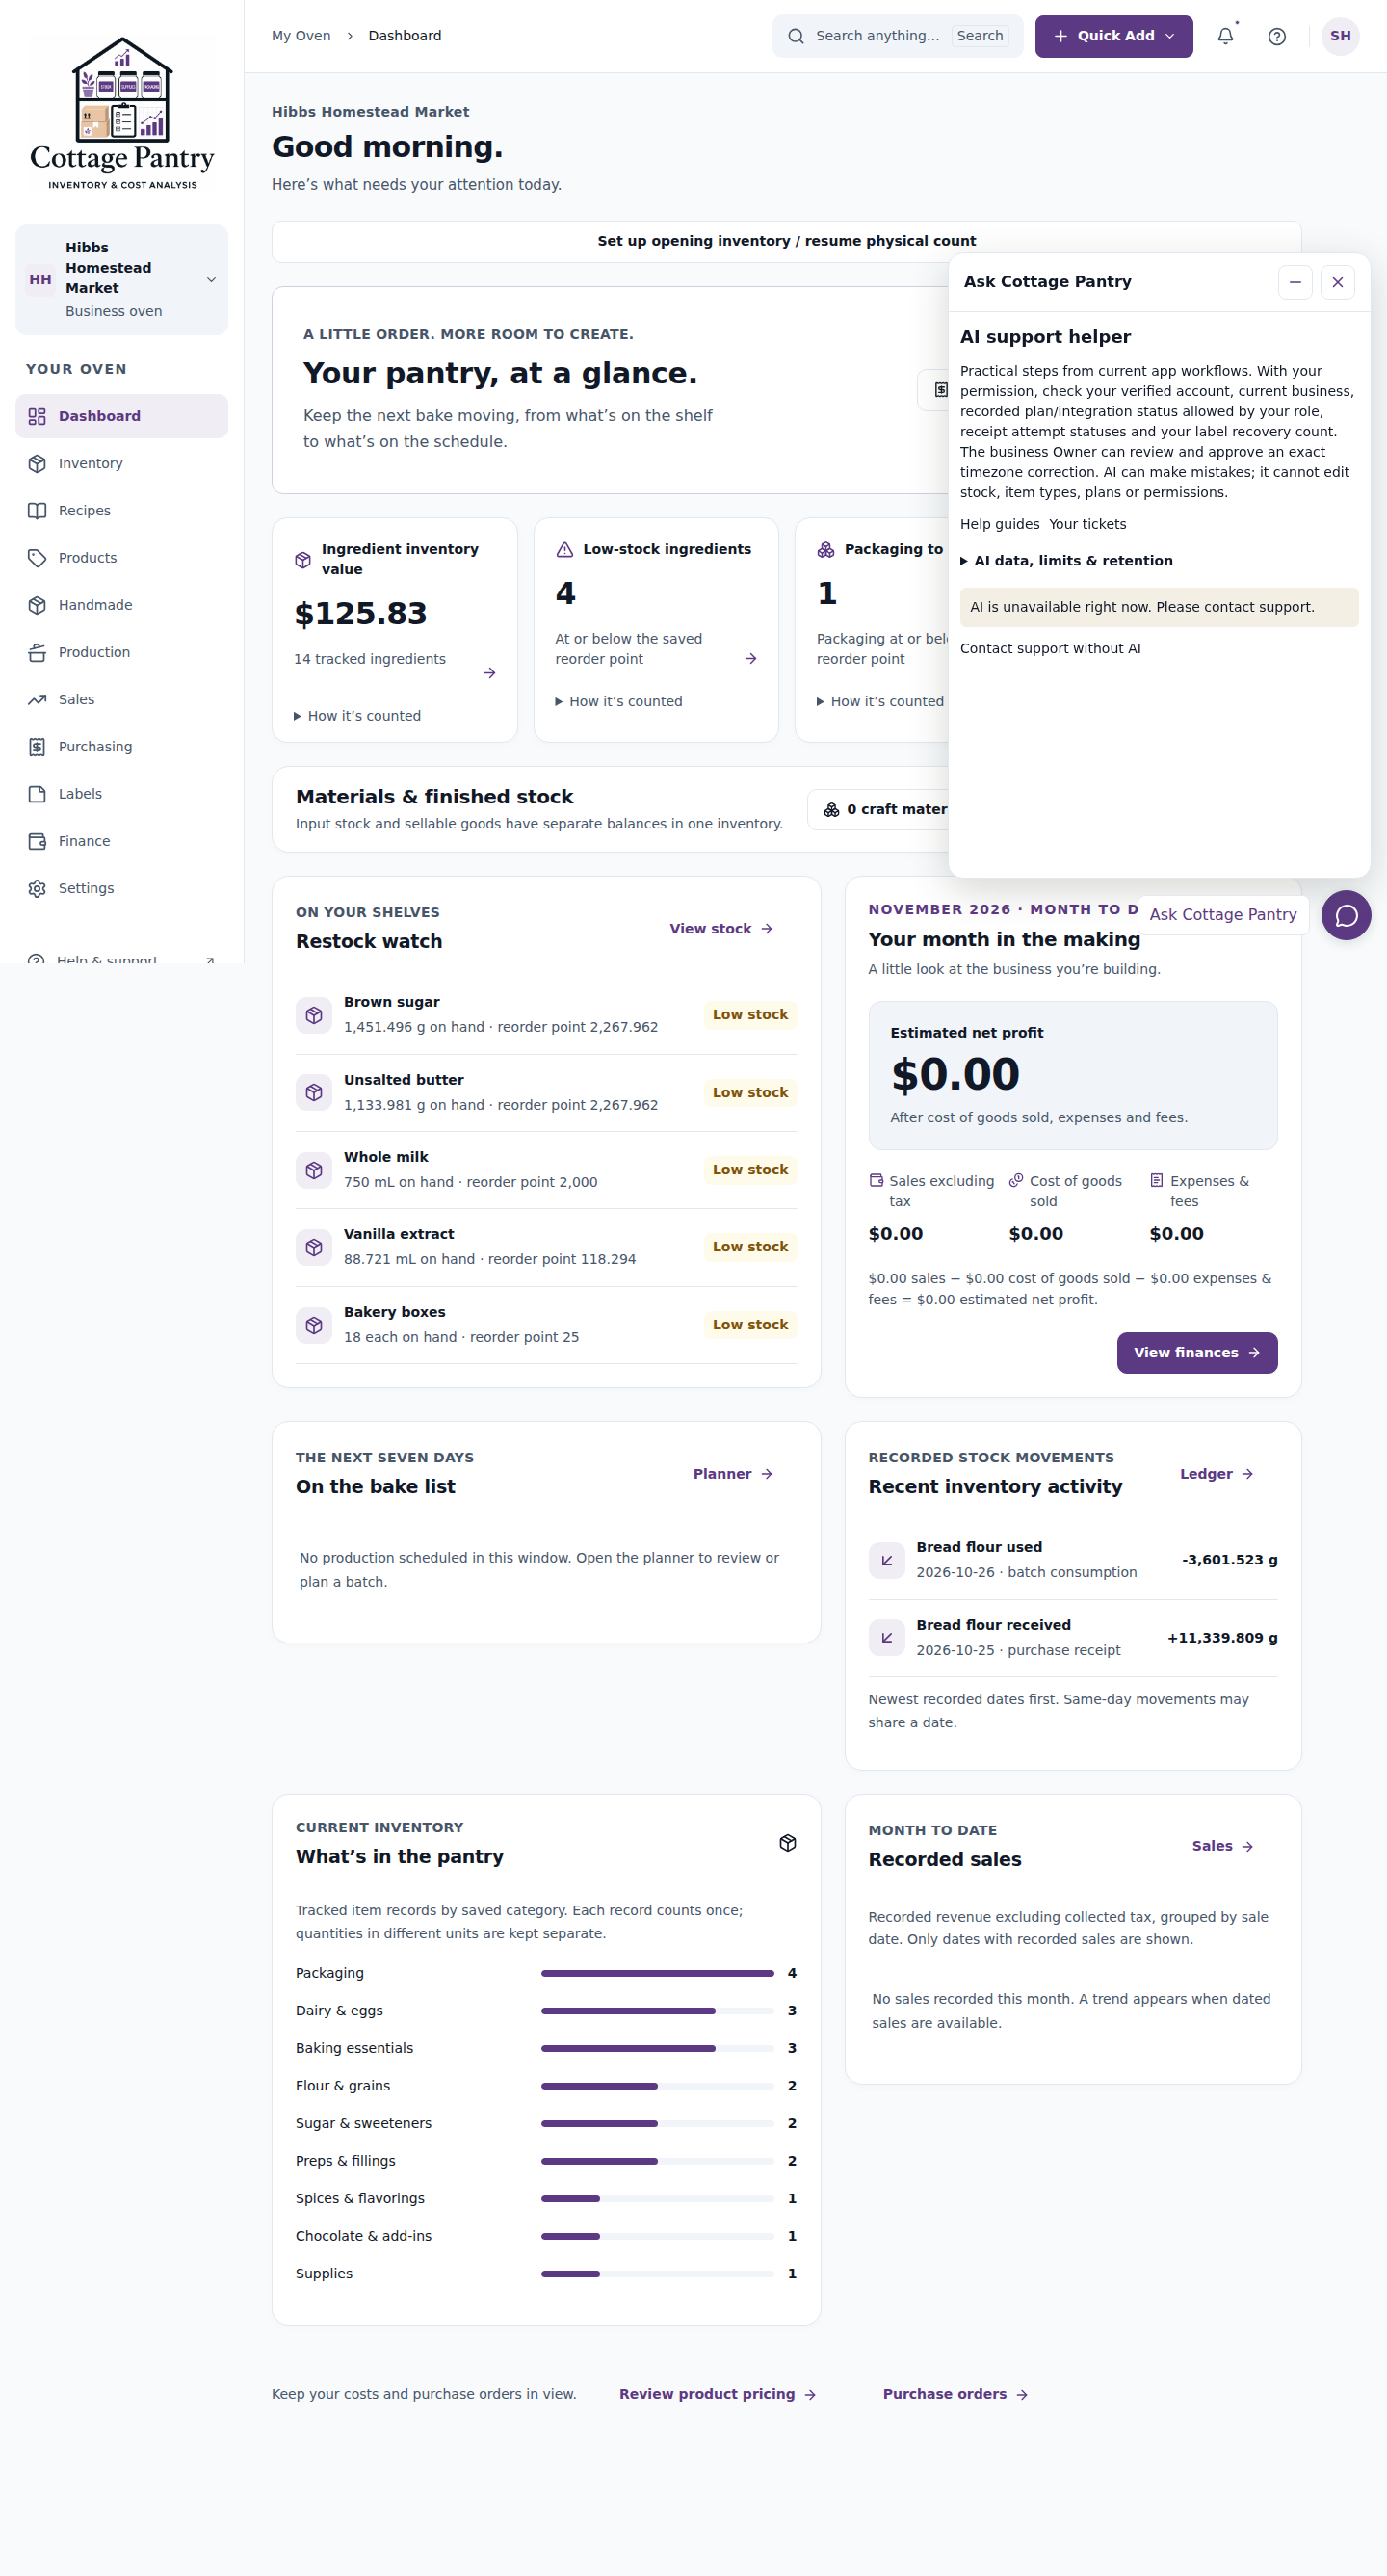 Cottage Pantry
INVENTORY & COST ANALYSIS
HH
Hibbs
Homestead
Market
Business oven
YOUR OVEN
Dashboard
Inventory
Recipes
Products
Handmade
Production
Sales
Purchasing
Labels
Finance
Settings
Help & support
My Oven
Dashboard
Search anything…
Search
Quick Add
SH
Hibbs Homestead Market
Good morning.
Here’s what needs your attention today.
Set up opening inventory / resume physical count
A LITTLE ORDER. MORE ROOM TO CREATE.
Your pantry, at a glance.
Keep the next bake moving, from what’s on the shelf
to what’s on the schedule.
Ingredient inventory
value
$125.83
14 tracked ingredients
How it’s counted
Low-stock ingredients
4
At or below the saved
reorder point
How it’s counted
Packaging to
1
Packaging at or
reorder point
How it’s counted
Materials & finished stock
Input stock and sellable goods have separate balances in one inventory.
0 craft
Ask Cottage Pantry
AI support helper
Practical steps from current app workflows. With your
permission, check your verified account, current business,
recorded plan/integration status allowed by your role,
receipt attempt statuses and your label recovery count.
The business Owner can review and approve an exact
timezone correction. AI can make mistakes; it cannot edit
stock, item types, plans or permissions.
Help guides Your tickets
AI data, limits & retention
AI is unavailable right now. Please contact support.
Contact support without AI
Ask Cottage Pantry
ON YOUR SHELVES
Restock watch
View stock
Brown sugar
1,451.496 g on hand · reorder point 2,267.962
Low stock
Unsalted butter
1,133.981 g on hand · reorder point 2,267.962
Low stock
Whole milk
750 mL on hand · reorder point 2,000
Low stock
Vanilla extract
88.721 mL on hand · reorder point 118.294
Low stock
Bakery boxes
18 each on hand · reorder point 25
Low stock
NOVEMBER 2026 · MONTH TO
Your month in the making
A little look at the business you’re building.
Estimated net profit
$0.00
After cost of goods sold, expenses and fees.
Sales excluding
tax
$0.00
Cost of goods
sold
$0.00
Expenses &
fees
$0.00
$0.00 sales − $0.00 cost of goods sold − $0.00 expenses &
fees = $0.00 estimated net profit.
View finances
THE NEXT SEVEN DAYS
On the bake list
Planner
No production scheduled in this window. Open the planner to review or
plan a batch.
RECORDED STOCK MOVEMENTS
Recent inventory activity
Ledger
Bread flour used
2026-10-26 · batch consumption
-3,601.523 g
Bread flour received
2026-10-25 · purchase receipt
+11,339.809 g
Newest recorded dates first. Same-day movements may
share a date.
CURRENT INVENTORY
What’s in the pantry
Tracked item records by saved category. Each record counts once;
quantities in different units are kept separate.
Packaging 4
Dairy & eggs 3
Baking essentials 3
Flour & grains 2
Sugar & sweeteners 2
Preps & fillings 2
Spices & flavorings 1
Chocolate & add-ins 1
Supplies 1
MONTH TO DATE
Recorded sales
Sales
Recorded revenue excluding collected tax, grouped by sale
date. Only dates with recorded sales are shown.
No sales recorded this month. A trend appears when dated
sales are available.
Keep your costs and purchase orders in view.
Review product pricing
Purchase orders